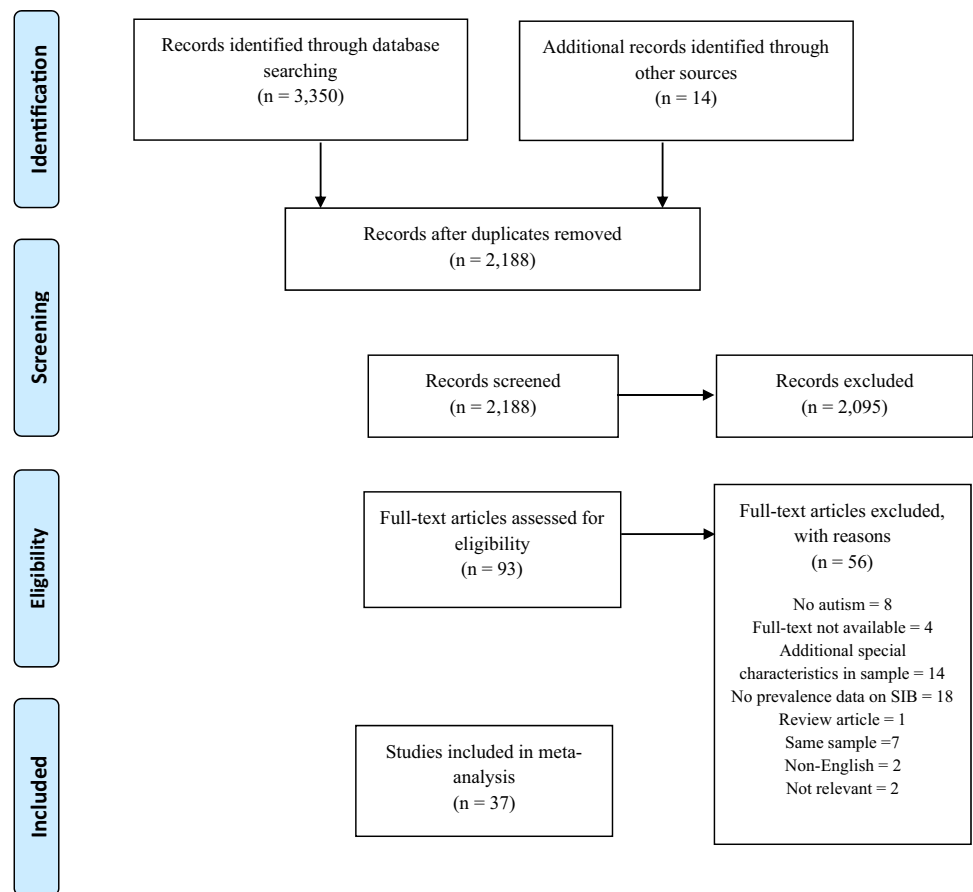 Identification
Records identified through database
searching
(n = 3,350)
Additional records identified through
other sources
(n = 14)
Records after duplicates removed
(n = 2,188)
Screening
Records screened
(n = 2,188)
Records excluded
(n = 2,095)
Eligibility
Full-text articles assessed for
eligibility
(n = 93)
Full-text articles excluded,
with reasons
(n = 56)
No autism = 8
Full-text not available = 4
Additional special
characteristics in sample = 14
No prevalence data on SIB = 18
Review article = 1
Same sample =7
Non-English = 2
Not relevant = 2
Included
Studies included in meta-
analysis
(n = 37)